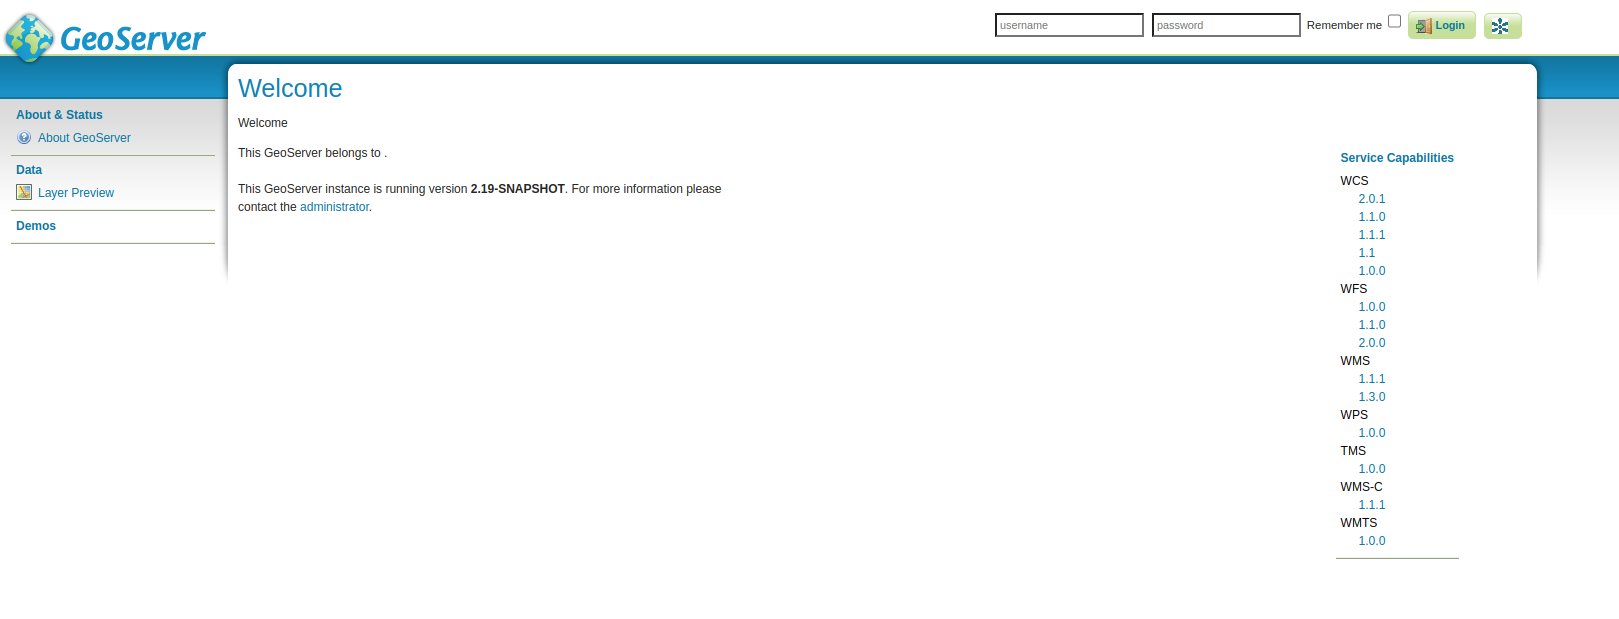 GeoServer
username
password
Remember me
Login
About & Status
About GeoServer
Data
Layer Preview
Demos
Welcome
Welcome
This GeoServer belongs to .
This GeoServer instance is running version 2.19-SNAPSHOT. For more information please
contact the administrator.
Service Capabilities
WCS
2.0.1
1.1.0
1.1.1
1.1
1.0.0
WFS
1.0.0
1.1.0
2.0.0
WMS
1.1.1
1.3.0
WPS
1.0.0
TMS
1.0.0
WMS-C
1.1.1
WMTS
1.0.0